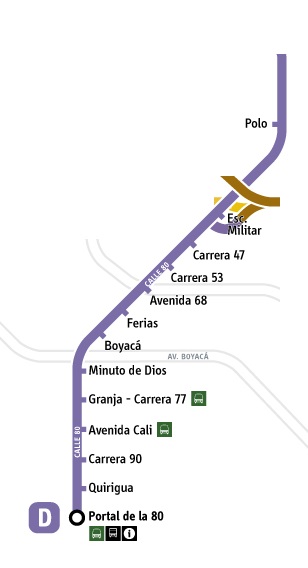 Polo
Esc.
Militar
Carrera 47
CALLE 80
Carrera 53
Avenida 68
Ferias
Boyacá
AV. BOYACÁ
Minuto de Dios
Granja - Carrera 77
Avenida Cali
CALLE 80
Carrera 90
Quirigua
D
Portal de la 80